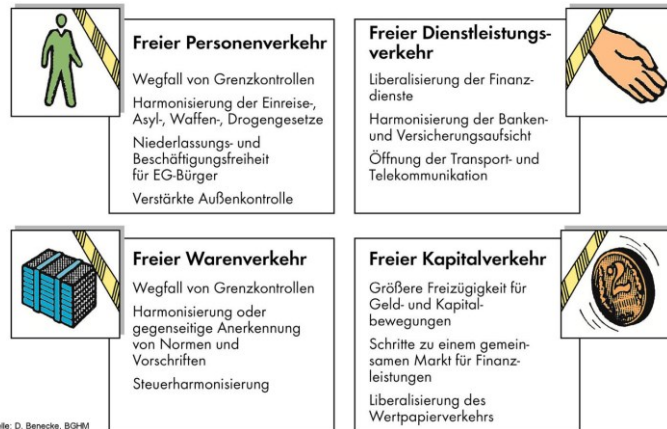 Freier Personenverkehr
Wegfall von Grenzkontrollen
Harmonisierung der Einreise-,
Asyl-, Waffen-, Drogengesetze
Niederlassungs- und
Beschäftigungsfreiheit
für EG-Bürger
Verstärkte Außenkontrolle
Freier Dienstleistungs-
verkehr
Liberalisierung der Finanz-
dienste
Harmonisierung der Banken-
und Versicherungsaufsicht
Öffnung der Transport- und
Telekommunikation
Freier Warenverkehr
Wegfall von Grenzkontrollen
Harmonisierung oder
gegenseitige Anerkennung
von Normen und
Vorschriften
Steuerharmonisierung
Freier Kapitalverkehr
Größere Freizügigkeit für
Geld- und Kapital-
bewegungen
Schritte zu einem gemein-
samen Markt für Finanz-
leistungen
Liberalisierung des
Wertpapierverkehrs
2
elle: D. Benecke, BGHM